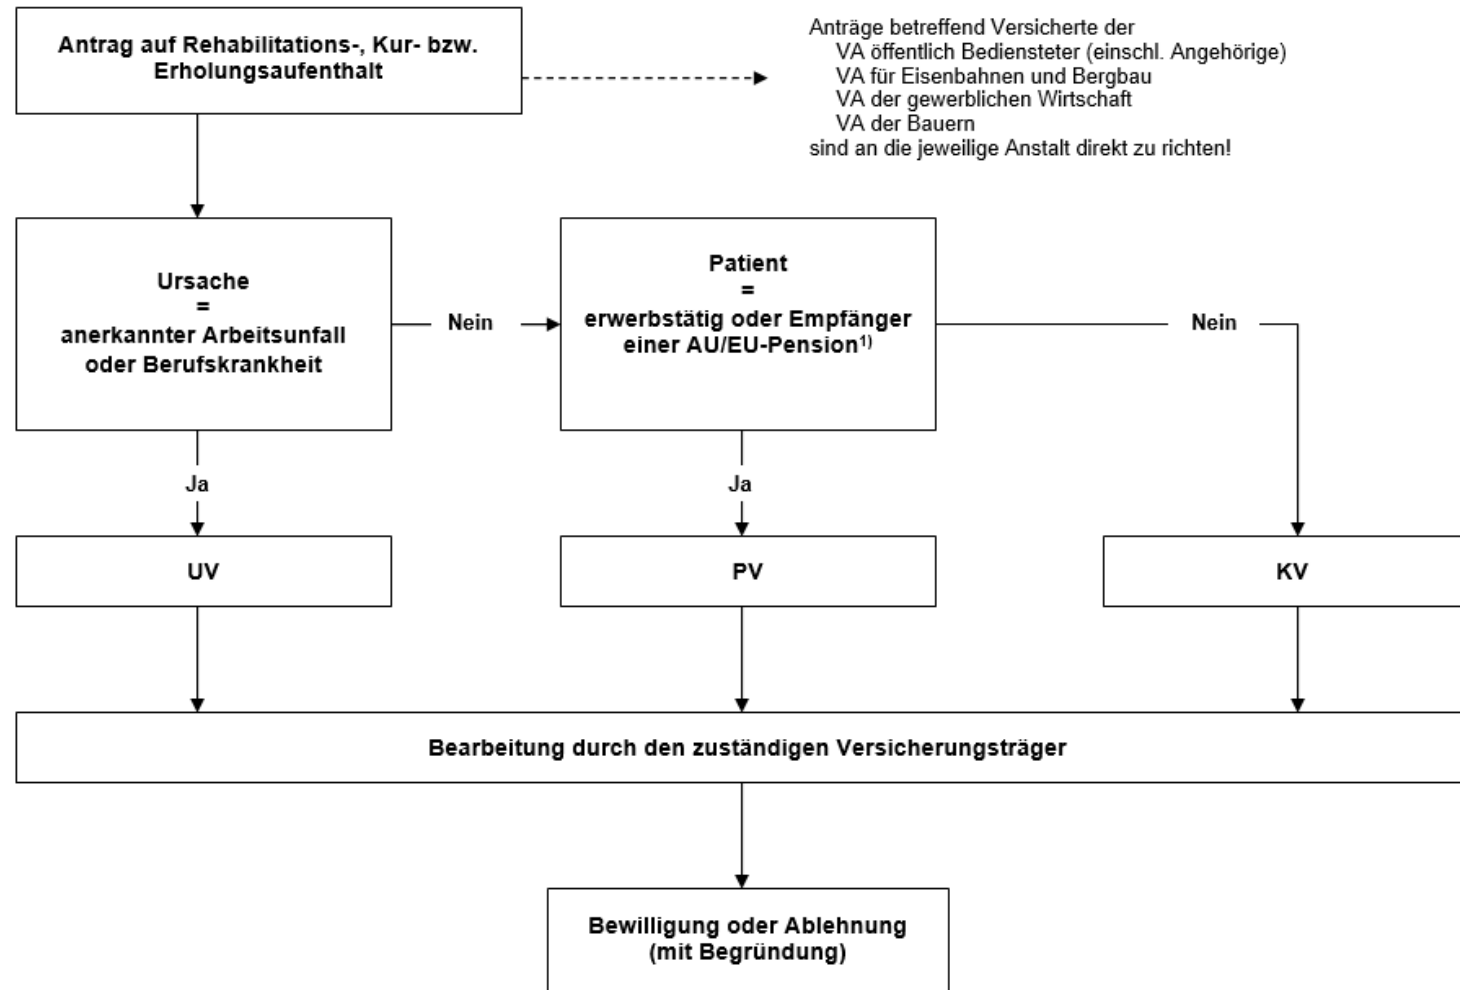 Antrag auf Rehabilitations-, Kur- bzw.
Erholungsaufenthalt
Anträge betreffend Versicherte der
VA öffentlich Bediensteter (einschl. Angehörige)
VA für Eisenbahnen und Bergbau
VA der gewerblichen Wirtschaft
VA der Bauern
sind an die jeweilige Anstalt direkt zu richten!
Ursache
=
anerkannter Arbeitsunfall
oder Berufskrankheit
Nein
Patient
=
erwerbstätig oder Empfänger
einer AU/EU-Pension¹⁾
Nein
Ja
Ja
UV
PV
KV
Bearbeitung durch den zuständigen Versicherungsträger
Bewilligung oder Ablehnung
(mit Begründung)